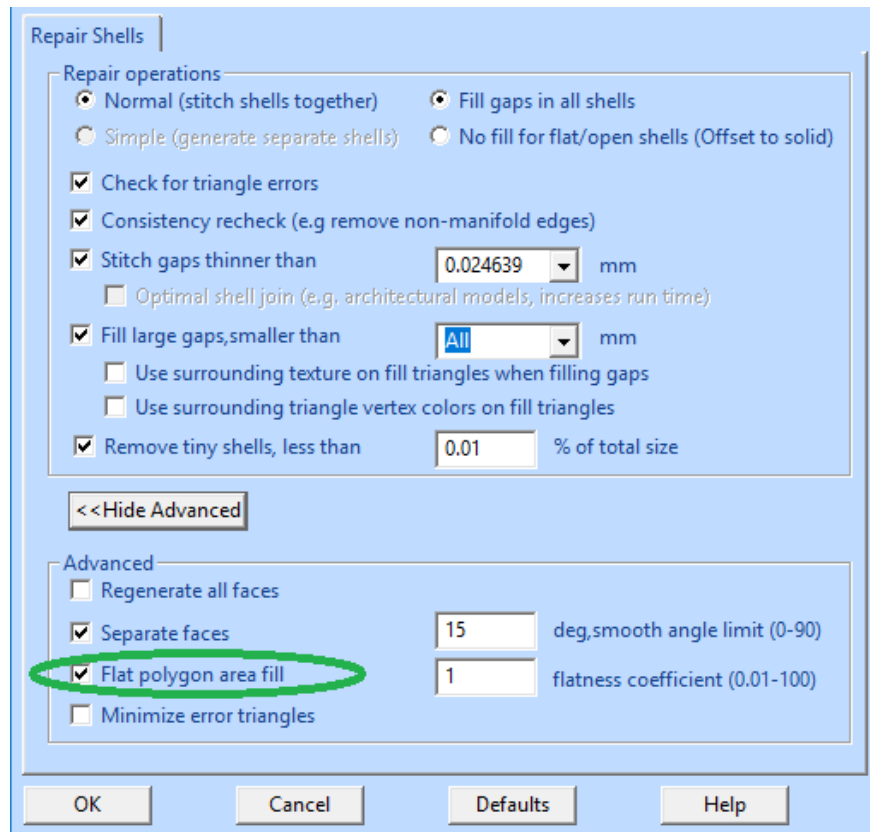 Repair Shells
Repair operations
Normal (stitch shells together) Fill gaps in all shells
Simple (generate separate shells) No fill for flat/open shells (Offset to solid)
Check for triangle errors
Consistency recheck (e.g remove non-manifold edges)
Stitch gaps thinner than 0.024639 mm
Optimal shell join (e.g. architectural models, increases run time)
Fill large gaps,smaller than All mm
Use surrounding texture on fill triangles when filling gaps
Use surrounding triangle vertex colors on fill triangles
Remove tiny shells, less than 0.01 % of total size
<<Hide Advanced
Advanced
Regenerate all faces
Separate faces 15 deg,smooth angle limit (0-90)
Flat polygon area fill 1 flatness coefficient (0.01-100)
Minimize error triangles
OK Cancel Defaults Help